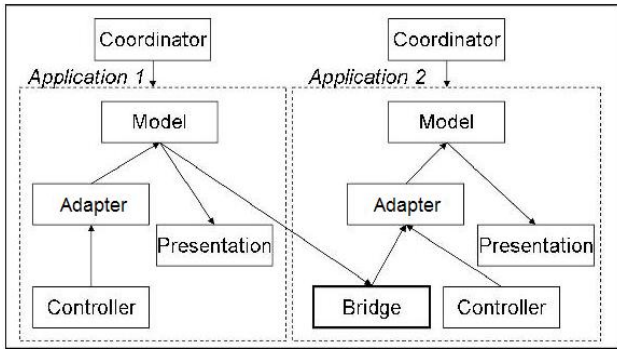 Coordinator
Coordinator
Application 1
Application 2
Model
Model
Adapter
Adapter
Presentation
Presentation
Controller
Bridge
Controller